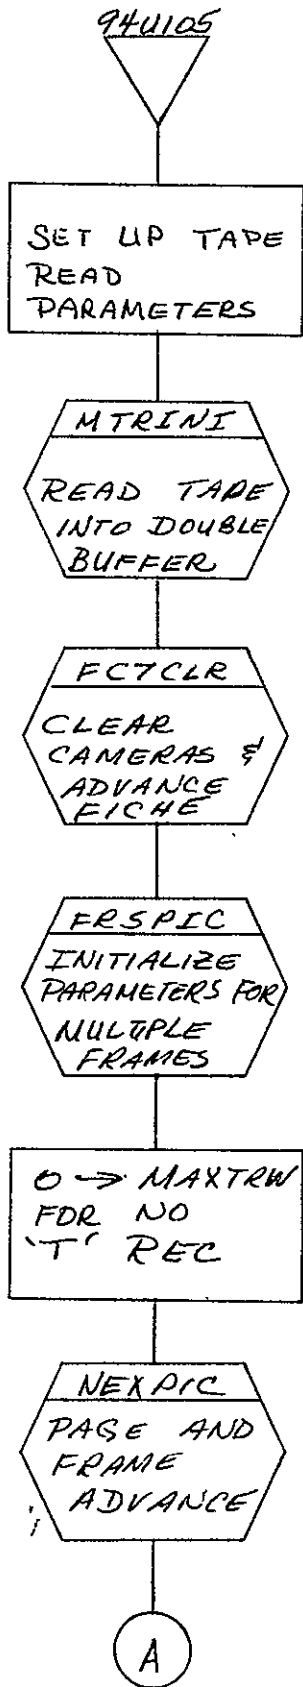 94U105
SET UP TAPE
READ
PARAMETERS
MTRINI
READ TAPE
INTO DOUBLE
BUFFER
FC7CLR
CLEAR
CAMERAS &
ADVANCE
FICHE
FRSPIC
INITIALIZE
PARAMETERS FOR
MULTIPLE
FRAMES
0 → MAXTRW
FOR NO
'T' REC
NEXPIC
PAGE AND
FRAME
ADVANCE
A